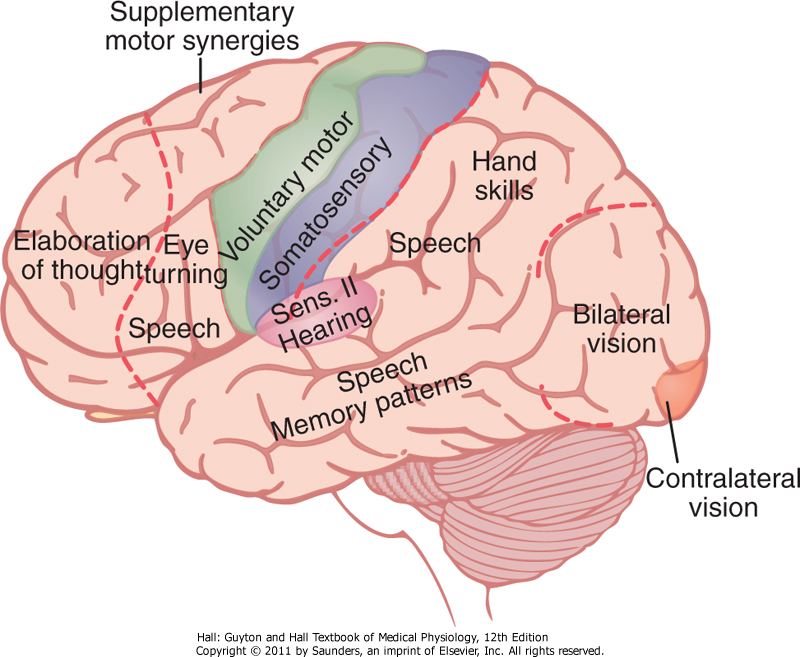 Supplementary
motor synergies
Voluntary motor
Somatosensory
Hand
skills
Elaboration
of thought
Eye
turning
Speech
Speech
Sens. II
Hearing
Bilateral
vision
Speech
Memory patterns
Contralateral
vision
Hall: Guyton and Hall Textbook of Medical Physiology, 12th Edition
Copyright © 2011 by Saunders, an imprint of Elsevier, Inc. All rights reserved.